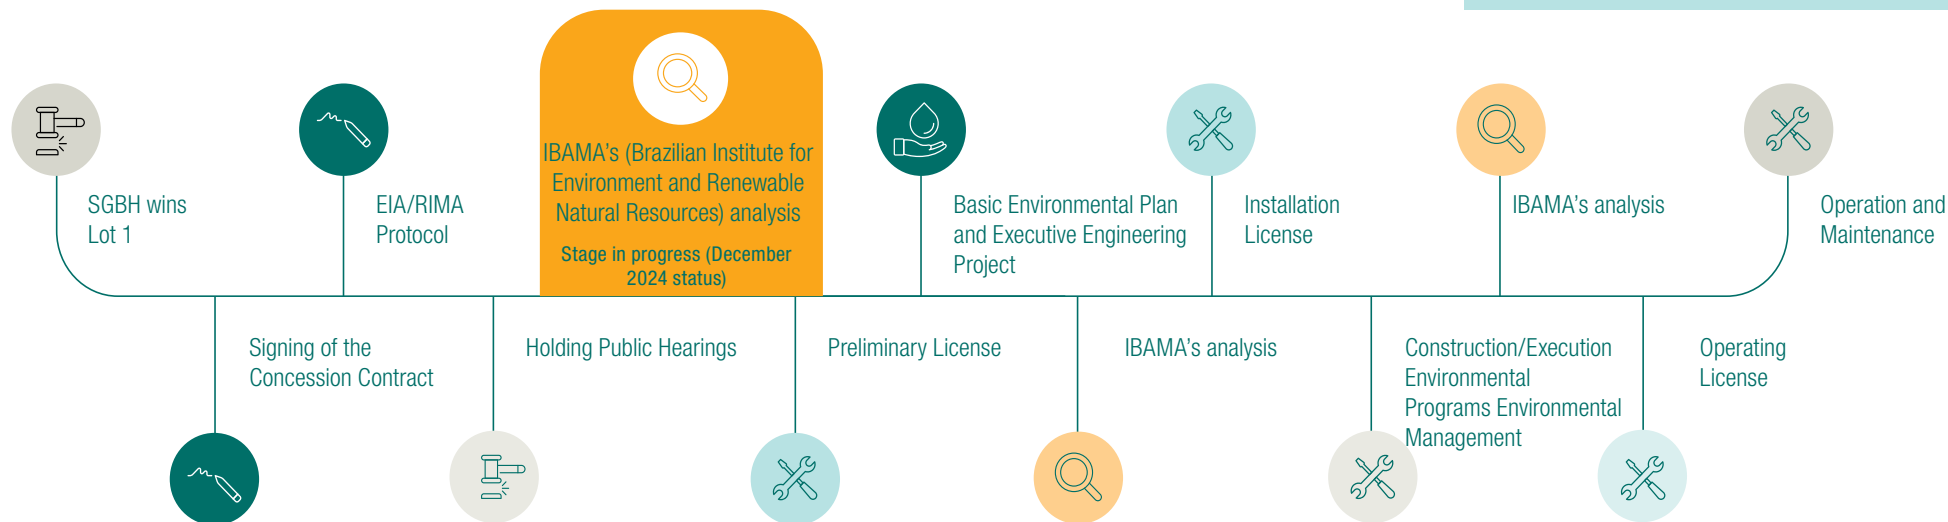 SGBH wins
Lot 1
Signing of the
Concession Contract
EIA/RIMA
Protocol
Holding Public Hearings
IBAMA's (Brazilian Institute for
Environment and Renewable
Natural Resources) analysis
Stage in progress (December
2024 status)
Preliminary License
Basic Environmental Plan
and Executive Engineering
Project
IBAMA's analysis
Installation
License
Construction/Execution
Environmental
Programs Environmental
Management
IBAMA's analysis
Operating
License
Operation and
Maintenance